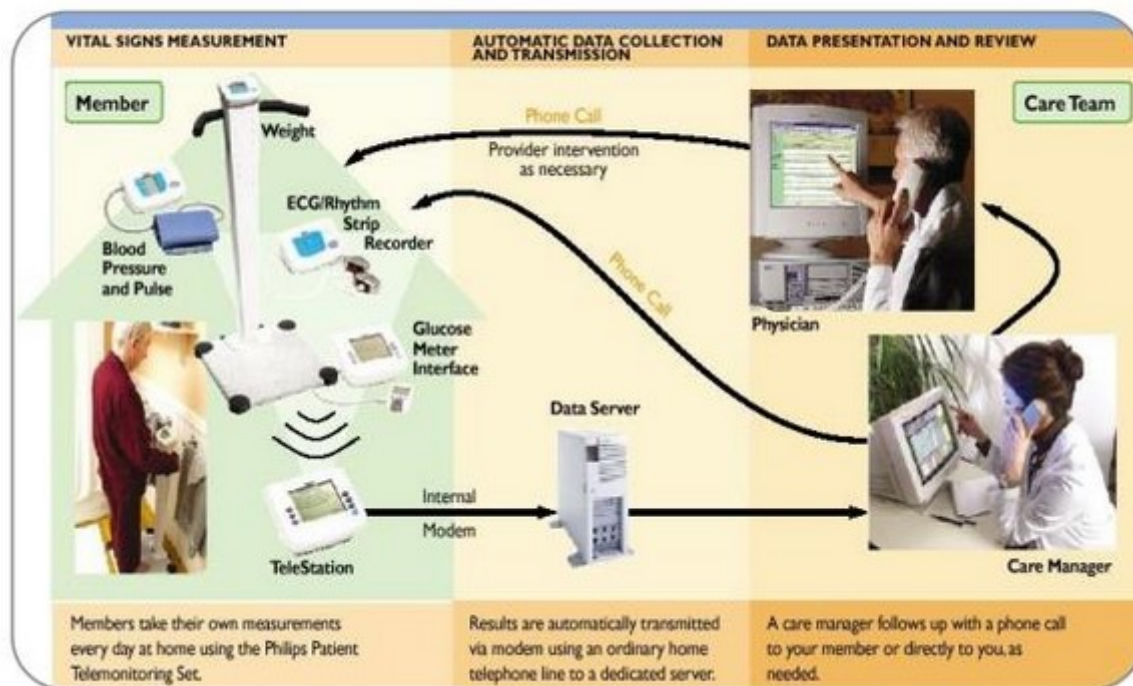 VITAL SIGNS MEASUREMENT
AUTOMATIC DATA COLLECTION
AND TRANSMISSION
DATA PRESENTATION AND REVIEW
Member
Care Team
Weight
Phone Call
Provider intervention
as necessary
ECG/Rhythm
Strip
Recorder
Blood
Pressure
and Pulse
Phone Call
Physician
Glucose
Meter
Interface
Data Server
Internal
Modem
TeleStation
Care Manager
Members take their own measurements
every day at home using the Philips Patient
Telemonitoring Set.
Results are automatically transmitted
via modem using an ordinary home
telephone line to a dedicated server.
A care manager follows up with a phone call
to your member or directly to you, as
needed.